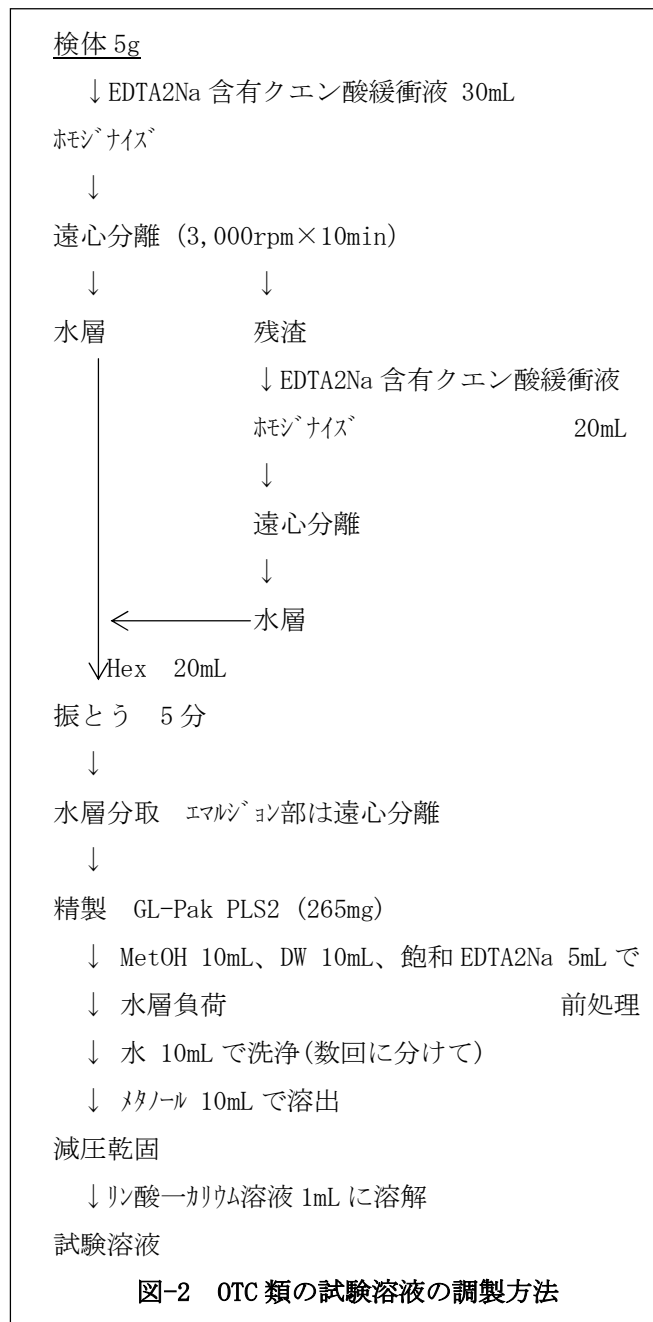 検体 5g
↓EDTA2Na 含有クエン酸緩衝液 30mL
ﾎﾓｼﾞﾅｲｽﾞ
↓
遠心分離 (3,000rpm×10min)
↓ ↓
水層 残渣
↓EDTA2Na 含有クエン酸緩衝液
ﾎﾓｼﾞﾅｲｽﾞ 20mL
↓
遠心分離
↓
水層
Hex 20mL
振とう 5分
↓
水層分取 ｴﾏﾙｼﾞｮﾝ部は遠心分離
↓
精製 GL-Pak PLS2 (265mg)
↓ MetOH 10mL、DW 10mL、飽和 EDTA2Na 5mL で
↓ 水層負荷 前処理
↓ 水 10mL で洗浄(数回に分けて)
↓ ﾒﾀﾉｰﾙ 10mL で溶出
減圧乾固
↓ﾘﾝ酸一ｶﾘｳﾑ溶液 1mL に溶解
試験溶液
図-2 OTC 類の試験溶液の調製方法